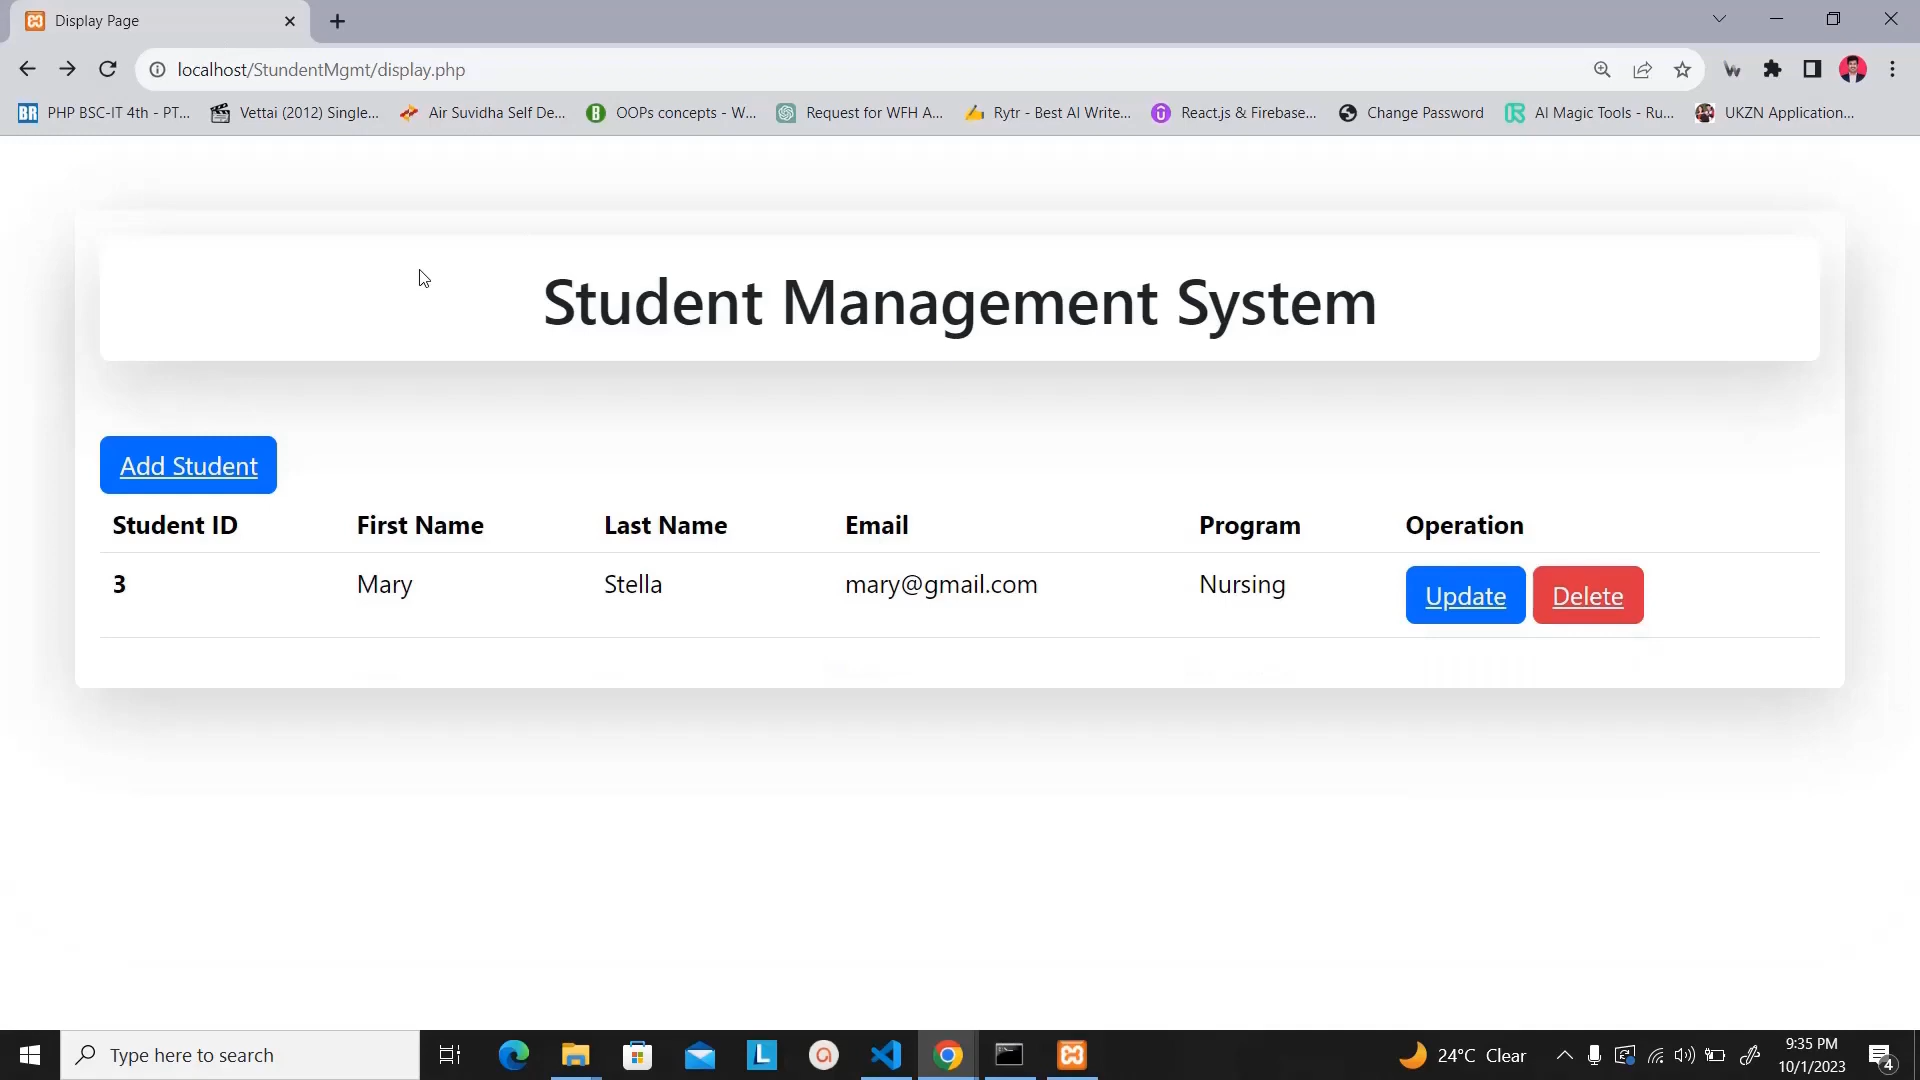 Display Page
localhost/StundentMgmt/display.php
PHP BSC-IT 4th - PT...
Vettai (2012) Single...
Air Suvidha Self De...
OOPs concepts - W...
Request for WFH A...
Rytr - Best AI Write...
React.js & Firebase...
Change Password
AI Magic Tools - Ru...
UKZN Application...
Student Management System
Add Student
Student ID First Name Last Name Email Program Operation
3 Mary Stella mary@gmail.com Nursing Update Delete
Type here to search
24°C Clear
9:35 PM
10/1/2023
4